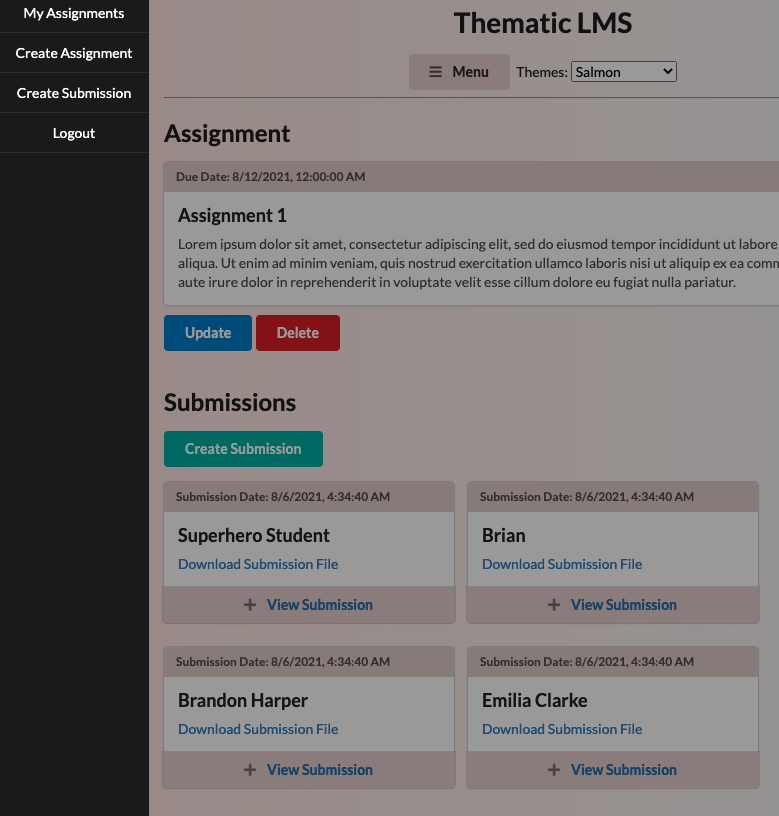 My Assignments
Create Assignment
Create Submission
Logout
Thematic LMS
Menu Themes: Salmon
Assignment
Due Date: 8/12/2021, 12:00:00 AM
Assignment 1
Lorem ipsum dolor sit amet, consectetur adipiscing elit, sed do eiusmod tempor incididunt ut labore
aliqua. Ut enim ad minim veniam, quis nostrud exercitation ullamco laboris nisi ut aliquip ex ea comm
aute irure dolor in reprehenderit in voluptate velit esse cillum dolore eu fugiat nulla pariatur.
Update Delete
Submissions
Create Submission
Submission Date: 8/6/2021, 4:34:40 AM
Superhero Student
Download Submission File
View Submission
Submission Date: 8/6/2021, 4:34:40 AM
Brian
Download Submission File
View Submission
Submission Date: 8/6/2021, 4:34:40 AM
Brandon Harper
Download Submission File
View Submission
Submission Date: 8/6/2021, 4:34:40 AM
Emilia Clarke
Download Submission File
View Submission